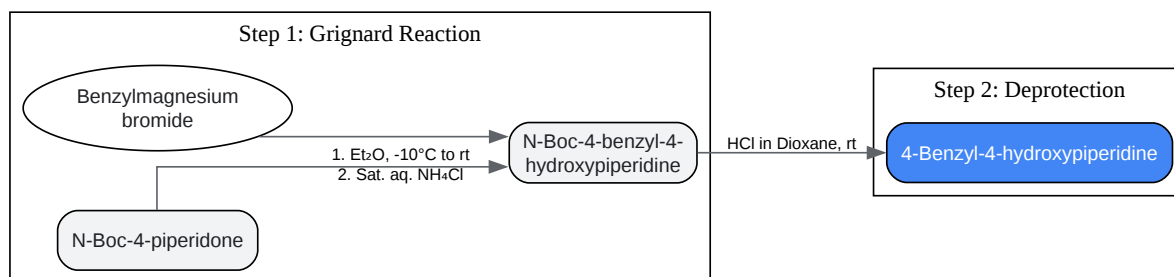 Step 1: Grignard Reaction
Benzylmagnesium
bromide
N-Boc-4-piperidone
1. Et₂O, -10°C to rt
2. Sat. aq. NH₄Cl
N-Boc-4-benzyl-4-
hydroxypiperidine
HCl in Dioxane, rt
Step 2: Deprotection
4-Benzyl-4-hydroxypiperidine